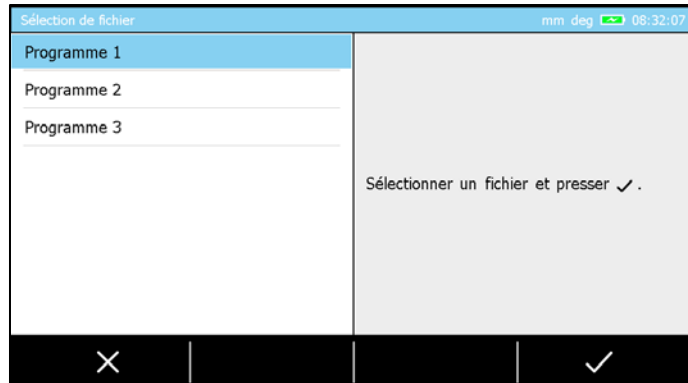 Sélection de fichier
mm deg 08:32:07
Programme 1
Programme 2
Programme 3
Sélectionner un fichier et presser ✓ .